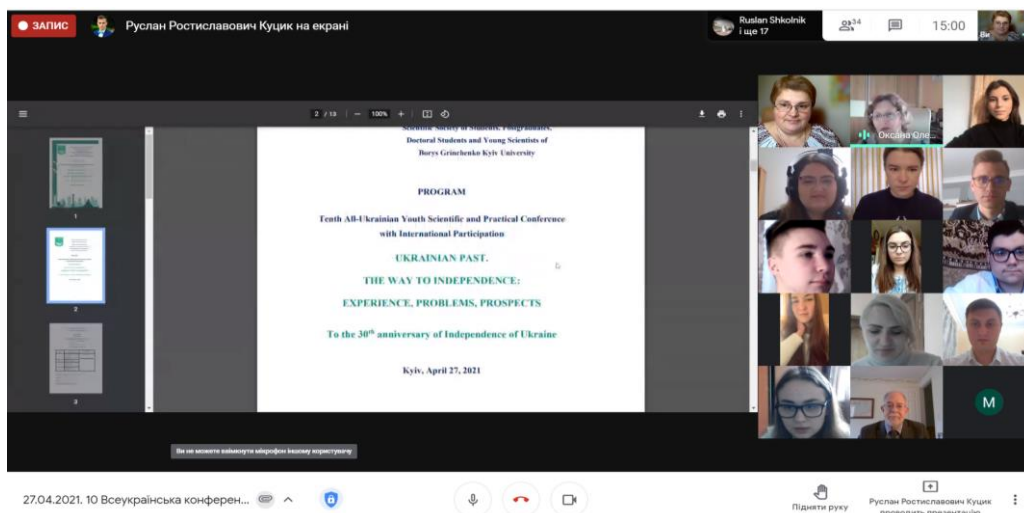 ЗАПИС
Руслан Ростиславович Куцик на екрані
Ruslan Shkolnik
і ще 17
34
15:00
Ви
2 / 13
100%
Scientific Society of Students, Postgraduates,
Doctoral Students and Young Scientists of
Borys Grinchenko Kyiv University
PROGRAM
Tenth All-Ukrainian Youth Scientific and Practical Conference
with International Participation
UKRAINIAN PAST.
THE WAY TO INDEPENDENCE:
EXPERIENCE, PROBLEMS, PROSPECTS
To the 30th anniversary of Independence of Ukraine
Kyiv, April 27, 2021
1
2
3
Оксана Оле...
М
Ви не можете ввімкнути мікрофон іншому користувачу
27.04.2021. 10 Всеукраїнська конферен...
Підняти руку
Руслан Ростиславович Куцик
проводить презентацію